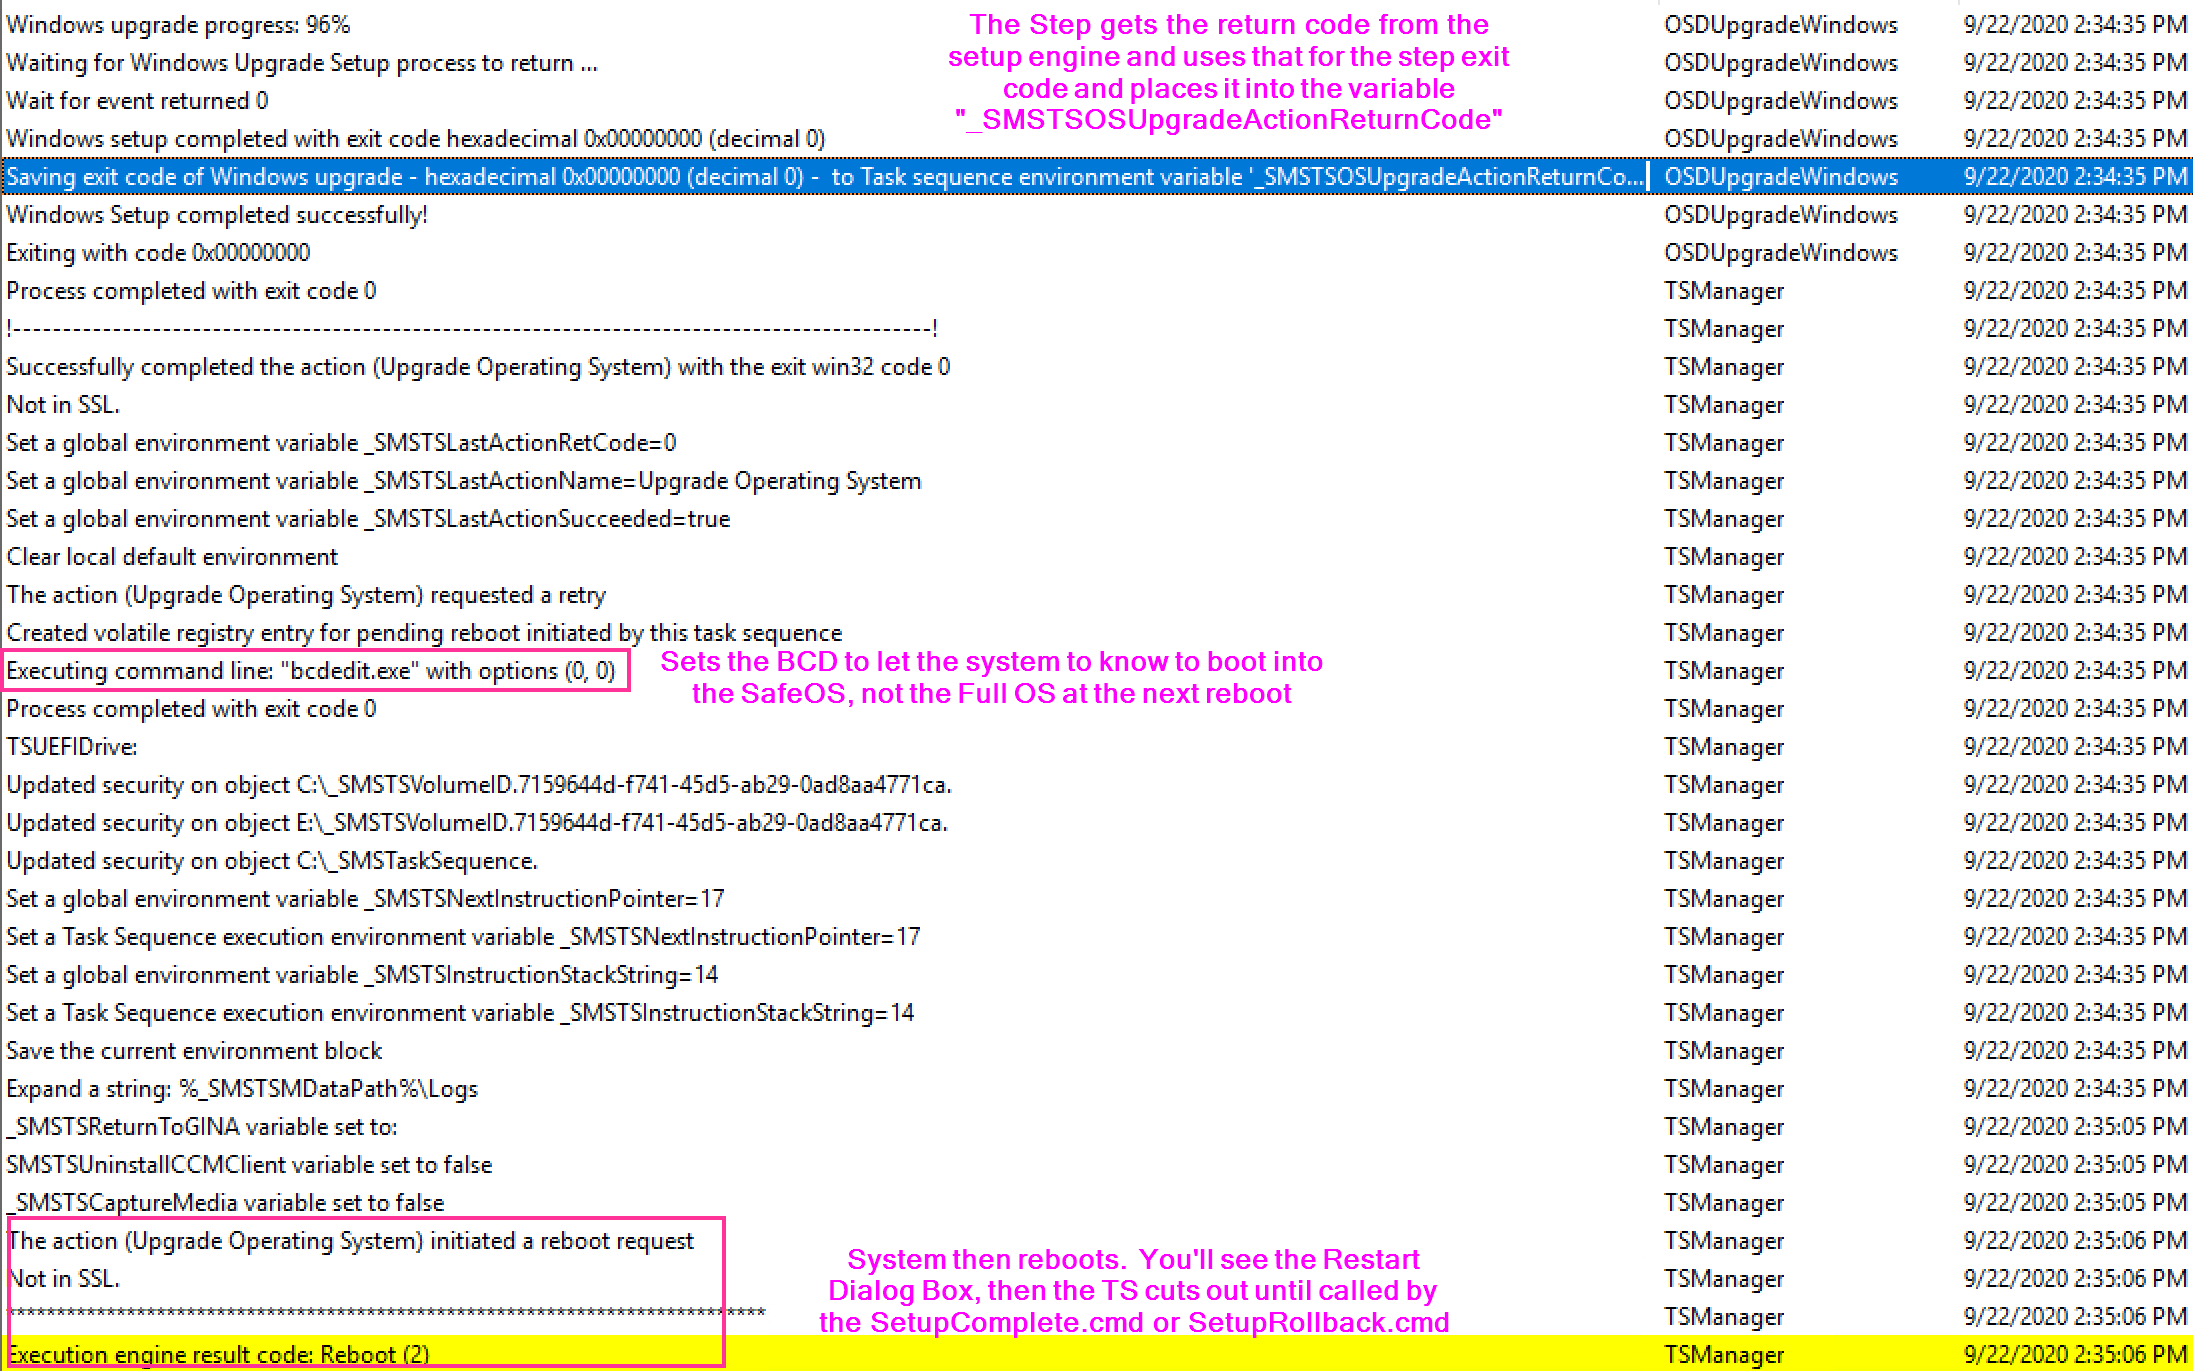 Windows upgrade progress: 96% OSDUpgradeWindows 9/22/2020 2:34:35 PM
Waiting for Windows Upgrade Setup process to return ... OSDUpgradeWindows 9/22/2020 2:34:35 PM
Wait for event returned 0 OSDUpgradeWindows 9/22/2020 2:34:35 PM
Windows setup completed with exit code hexadecimal 0x00000000 (decimal 0) OSDUpgradeWindows 9/22/2020 2:34:35 PM
The Step gets the return code from the
setup engine and uses that for the step exit
code and places it into the variable
"_SMSTSOSUpgradeActionReturnCode"
Saving exit code of Windows upgrade - hexadecimal 0x00000000 (decimal 0) -  to Task sequence environment variable '_SMSTSOSUpgradeActionReturnCo... OSDUpgradeWindows 9/22/2020 2:34:35 PM
Windows Setup completed successfully! OSDUpgradeWindows 9/22/2020 2:34:35 PM
Exiting with code 0x00000000 OSDUpgradeWindows 9/22/2020 2:34:35 PM
Process completed with exit code 0 TSManager 9/22/2020 2:34:35 PM
!--------------------------------------------------------------------------------------------! TSManager 9/22/2020 2:34:35 PM
Successfully completed the action (Upgrade Operating System) with the exit win32 code 0 TSManager 9/22/2020 2:34:35 PM
Not in SSL. TSManager 9/22/2020 2:34:35 PM
Set a global environment variable _SMSTSLastActionRetCode=0 TSManager 9/22/2020 2:34:35 PM
Set a global environment variable _SMSTSLastActionName=Upgrade Operating System TSManager 9/22/2020 2:34:35 PM
Set a global environment variable _SMSTSLastActionSucceeded=true TSManager 9/22/2020 2:34:35 PM
Clear local default environment TSManager 9/22/2020 2:34:35 PM
The action (Upgrade Operating System) requested a retry TSManager 9/22/2020 2:34:35 PM
Created volatile registry entry for pending reboot initiated by this task sequence TSManager 9/22/2020 2:34:35 PM
Executing command line: "bcdedit.exe" with options (0, 0) TSManager 9/22/2020 2:34:35 PM
Sets the BCD to let the system to know to boot into
the SafeOS, not the Full OS at the next reboot
Process completed with exit code 0 TSManager 9/22/2020 2:34:35 PM
TSUEFIDrive: TSManager 9/22/2020 2:34:35 PM
Updated security on object C:\_SMSTSVolumeID.7159644d-f741-45d5-ab29-0ad8aa4771ca. TSManager 9/22/2020 2:34:35 PM
Updated security on object E:\_SMSTSVolumeID.7159644d-f741-45d5-ab29-0ad8aa4771ca. TSManager 9/22/2020 2:34:35 PM
Updated security on object C:\_SMSTaskSequence. TSManager 9/22/2020 2:34:35 PM
Set a global environment variable _SMSTSNextInstructionPointer=17 TSManager 9/22/2020 2:34:35 PM
Set a Task Sequence execution environment variable _SMSTSNextInstructionPointer=17 TSManager 9/22/2020 2:34:35 PM
Set a global environment variable _SMSTSInstructionStackString=14 TSManager 9/22/2020 2:34:35 PM
Set a Task Sequence execution environment variable _SMSTSInstructionStackString=14 TSManager 9/22/2020 2:34:35 PM
Save the current environment block TSManager 9/22/2020 2:34:35 PM
Expand a string: %_SMSTSMDataPath%\Logs TSManager 9/22/2020 2:34:35 PM
_SMSTSReturnToGINA variable set to: TSManager 9/22/2020 2:35:05 PM
SMSTSUninstallCCMClient variable set to false TSManager 9/22/2020 2:35:05 PM
_SMSTSCaptureMedia variable set to false TSManager 9/22/2020 2:35:05 PM
The action (Upgrade Operating System) initiated a reboot request TSManager 9/22/2020 2:35:06 PM
Not in SSL. TSManager 9/22/2020 2:35:06 PM
**************************************************************************** TSManager 9/22/2020 2:35:06 PM
System then reboots.  You'll see the Restart
Dialog Box, then the TS cuts out until called by
the SetupComplete.cmd or SetupRollback.cmd
Execution engine result code: Reboot (2) TSManager 9/22/2020 2:35:06 PM